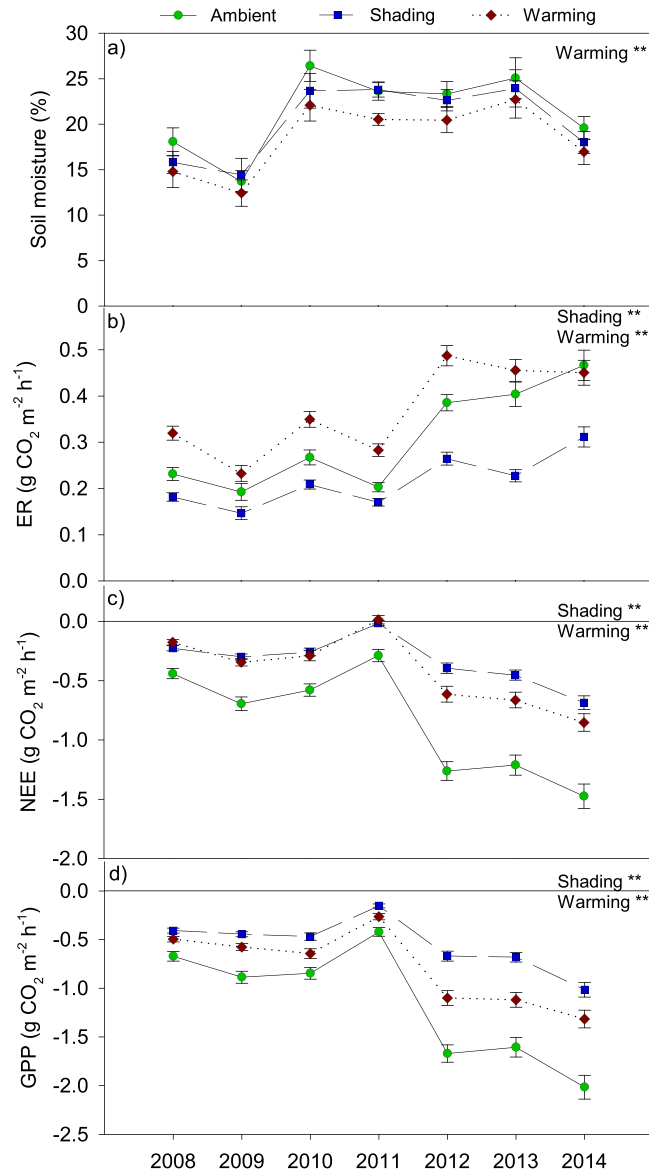 Ambient Shading Warming
a) Warming **
30
25
20
15
10
5
0
Soil moisture (%)
b) Shading **
Warming **
0.5
0.4
0.3
0.2
0.1
0.0
ER (g CO₂ m⁻² h⁻¹)
c) Shading **
Warming **
0.0
-0.5
-1.0
-1.5
-2.0
NEE (g CO₂ m⁻² h⁻¹)
d) Shading **
Warming **
0.0
-0.5
-1.0
-1.5
-2.0
-2.5
GPP (g CO₂ m⁻² h⁻¹)
2008 2009 2010 2011 2012 2013 2014